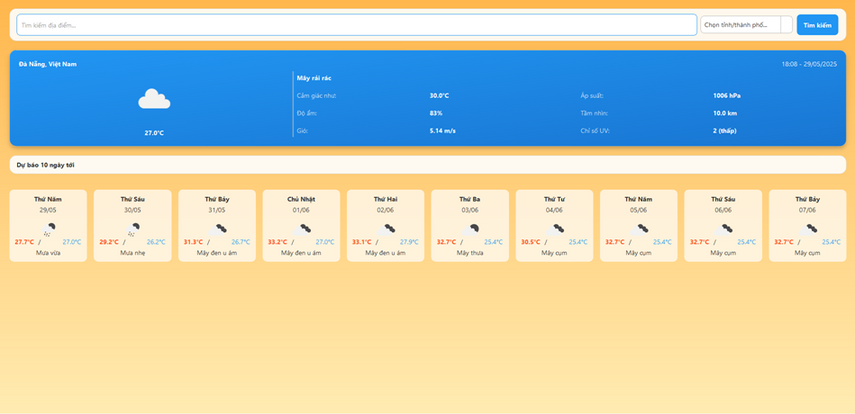 Tìm kiếm địa điểm...
Chọn tỉnh/thành phố...
Tìm kiếm
Đà Nẵng, Việt Nam
18:08 - 29/05/2025
Mây rải rác
Cảm giác như: 30.0°C Áp suất: 1006 hPa
Độ ẩm: 83% Tầm nhìn: 10.0 km
27.0°C
Gió: 5.14 m/s Chỉ số UV: 2 (thấp)
Dự báo 10 ngày tới
Thứ Năm Thứ Sáu Thứ Bảy Chủ Nhật Thứ Hai Thứ Ba Thứ Tư Thứ Năm Thứ Sáu Thứ Bảy
29/05 30/05 31/05 01/06 02/06 03/06 04/06 05/06 06/06 07/06
27.7°C / 27.0°C 29.2°C / 26.2°C 31.3°C / 26.7°C 33.2°C / 27.0°C 33.1°C / 27.9°C 32.7°C / 25.4°C 30.5°C / 25.4°C 32.7°C / 25.4°C 32.7°C / 25.4°C 32.7°C / 25.4°C
Mưa vừa Mưa nhẹ Mây đen u ám Mây đen u ám Mây đen u ám Mây thưa Mây cụm Mây cụm Mây cụm Mây cụm